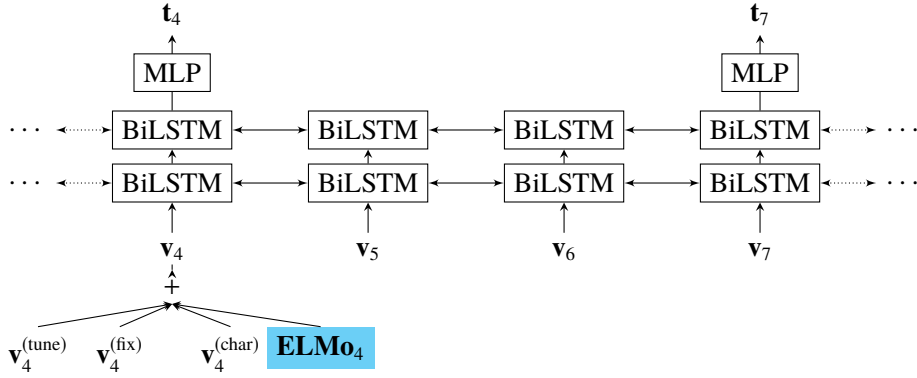 t₄ t₇
MLP MLP
··· BiLSTM BiLSTM BiLSTM BiLSTM ···
··· BiLSTM BiLSTM BiLSTM BiLSTM ···
v₄ v₅ v₆ v₇
+
v₄^(tune) v₄^(fix) v₄^(char) ELMo₄